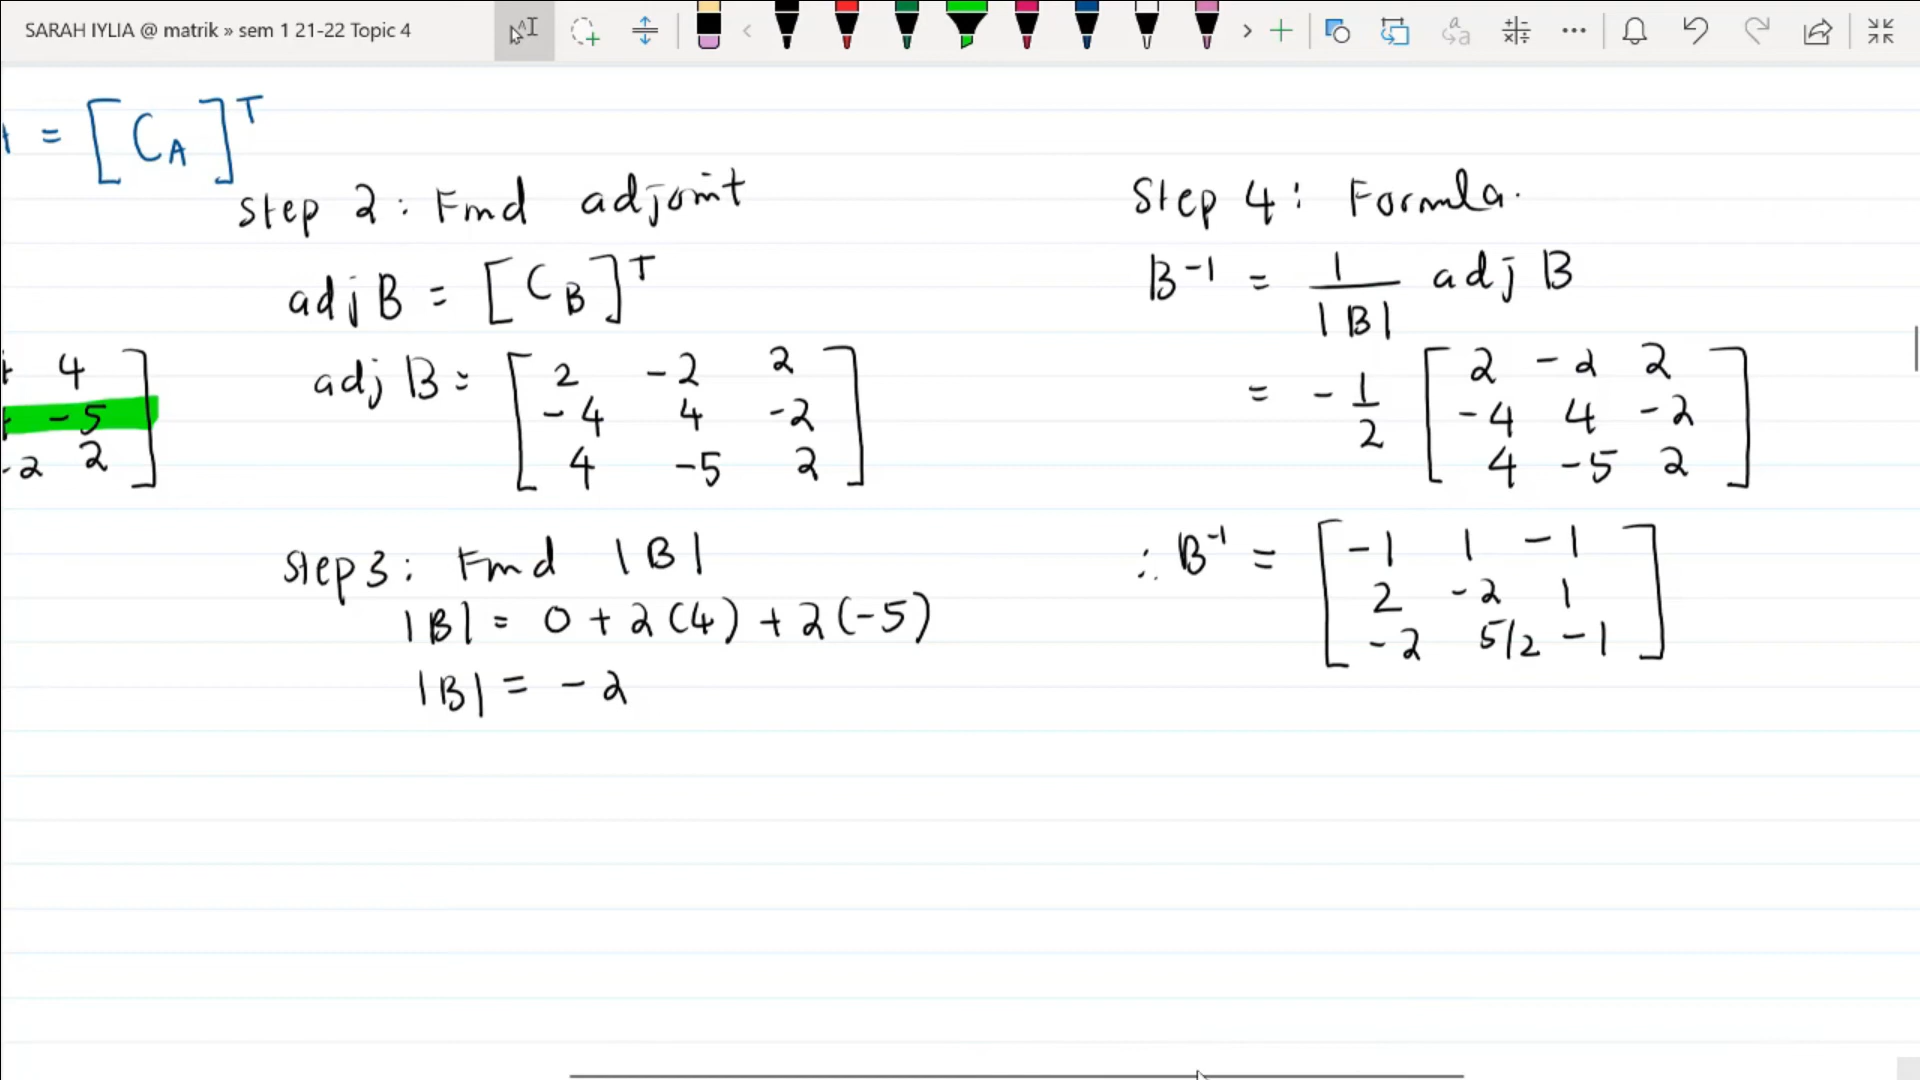 SARAH IYLIA @ matrik » sem 1 21-22 Topic 4
= [C_A]^T
Step 2 : Find adjoint
adj B = [C_B]^T
4
-5
-2 2
adj B = [ 2 -2 2
-4 4 -2
4 -5 2 ]
Step 3 : Find |B|
|B| = 0 + 2(4) + 2(-5)
|B| = -2
Step 4 : Formula.
B^-1 = 1/|B| adj B
= -1/2 [ 2 -2 2
-4 4 -2
4 -5 2 ]
∴ B^-1 = [ -1 1 -1
2 -2 1
-2 5/2 -1 ]